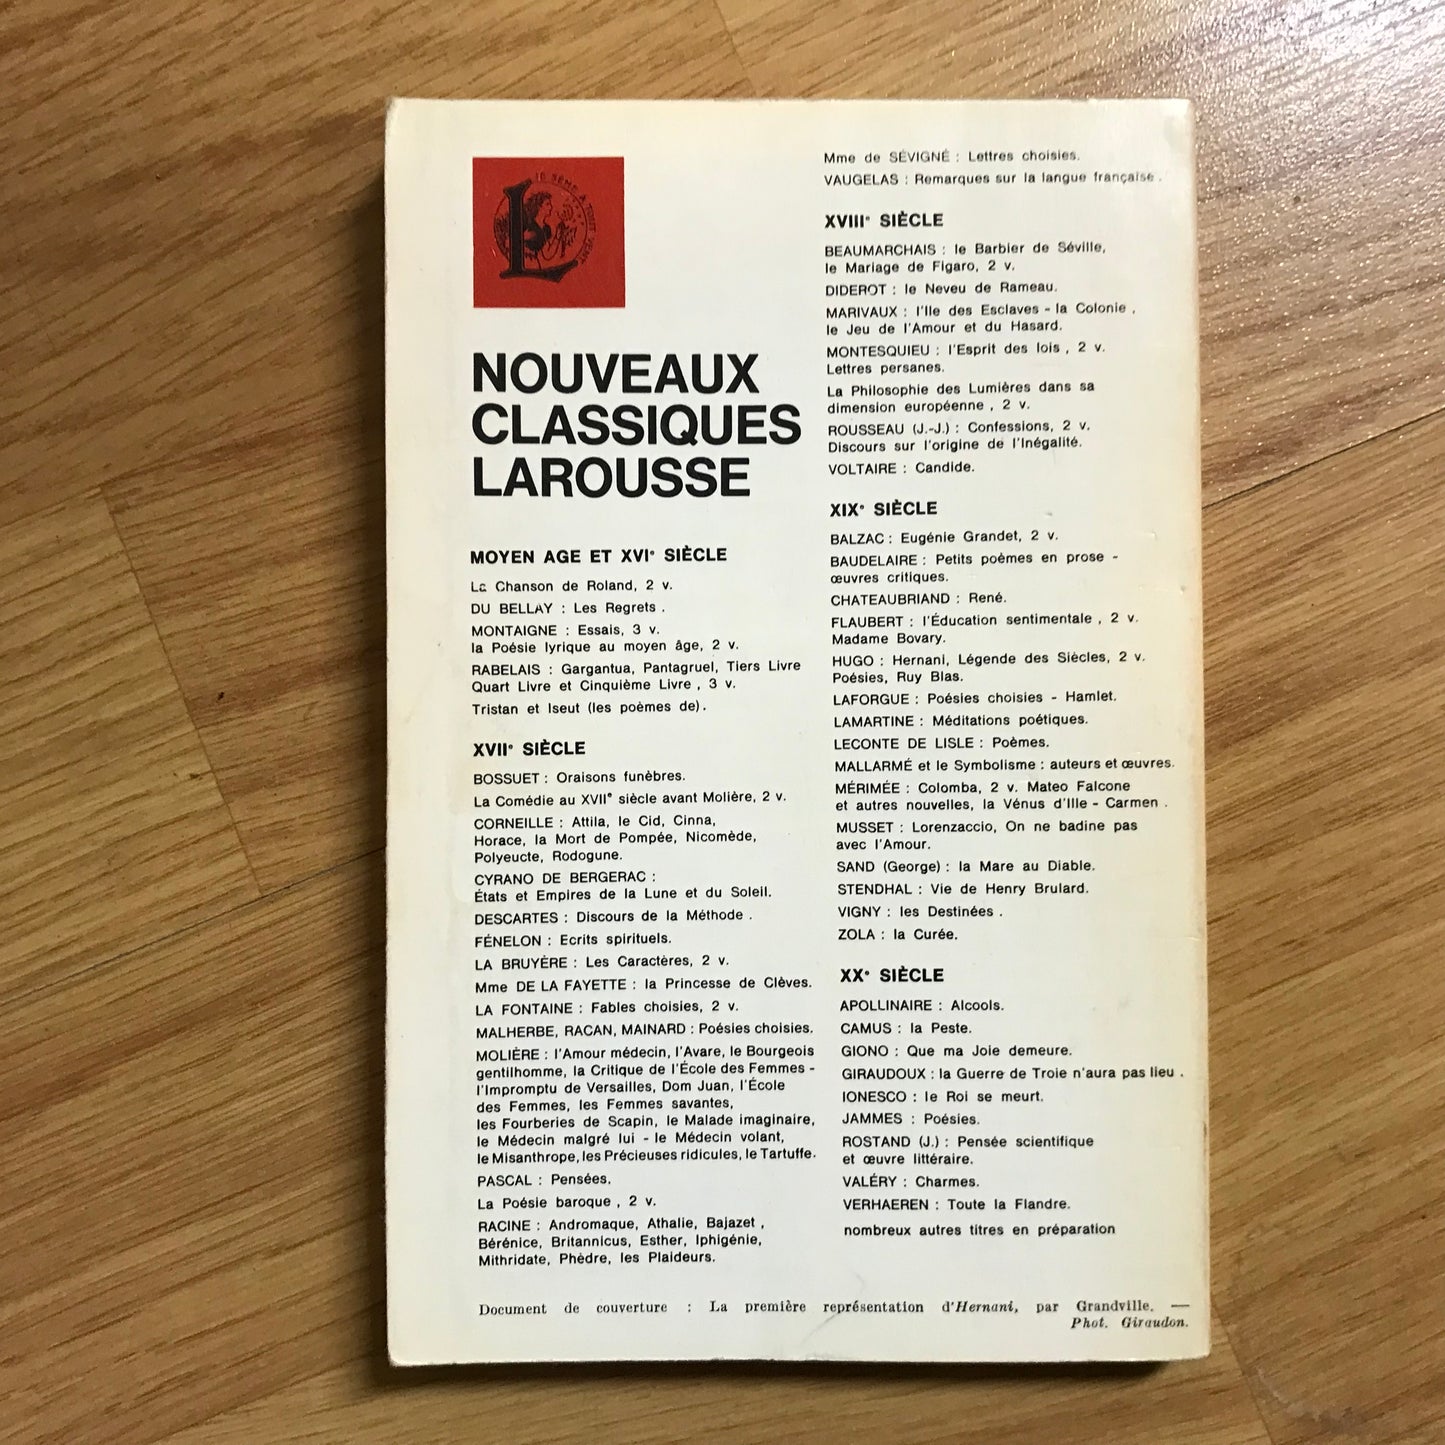 JE SÈME A TOUT VENT
L
NOUVEAUX
CLASSIQUES
LAROUSSE
MOYEN AGE ET XVIe SIÈCLE
La Chanson de Roland, 2 v.
DU BELLAY : Les Regrets .
MONTAIGNE : Essais, 3 v.
la Poésie lyrique au moyen âge, 2 v.
RABELAIS : Gargantua, Pantagruel, Tiers Livre
Quart Livre et Cinquième Livre , 3 v.
Tristan et Iseut (les poèmes de).
XVIIe SIÈCLE
BOSSUET : Oraisons funèbres.
La Comédie au XVIIe siècle avant Molière, 2 v.
CORNEILLE : Attila, le Cid, Cinna,
Horace, la Mort de Pompée, Nicomède,
Polyeucte, Rodogune.
CYRANO DE BERGERAC :
États et Empires de la Lune et du Soleil.
DESCARTES : Discours de la Méthode .
FÉNELON : Ecrits spirituels.
LA BRUYÈRE : Les Caractères, 2 v.
Mme DE LA FAYETTE : la Princesse de Clèves.
LA FONTAINE : Fables choisies, 2 v.
MALHERBE, RACAN, MAINARD : Poésies choisies.
MOLIÈRE : l'Amour médecin, l'Avare, le Bourgeois
gentilhomme, la Critique de l'École des Femmes -
l'Impromptu de Versailles, Dom Juan, l'École
des Femmes, les Femmes savantes,
les Fourberies de Scapin, le Malade imaginaire,
le Médecin malgré lui - le Médecin volant,
le Misanthrope, les Précieuses ridicules, le Tartuffe.
PASCAL : Pensées.
La Poésie baroque , 2 v.
RACINE : Andromaque, Athalie, Bajazet ,
Bérénice, Britannicus, Esther, Iphigénie,
Mithridate, Phèdre, les Plaideurs.
Mme de SÉVIGNÉ : Lettres choisies.
VAUGELAS : Remarques sur la langue française .
XVIIIe SIÈCLE
BEAUMARCHAIS : le Barbier de Séville,
le Mariage de Figaro, 2 v.
DIDEROT : le Neveu de Rameau.
MARIVAUX : l'Ile des Esclaves - la Colonie ,
le Jeu de l'Amour et du Hasard.
MONTESQUIEU : l'Esprit des lois , 2 v.
Lettres persanes.
La Philosophie des Lumières dans sa
dimension européenne , 2 v.
ROUSSEAU (J.-J.) : Confessions, 2 v.
Discours sur l'origine de l'Inégalité.
VOLTAIRE : Candide.
XIXe SIÈCLE
BALZAC : Eugénie Grandet, 2 v.
BAUDELAIRE : Petits poèmes en prose -
œuvres critiques.
CHATEAUBRIAND : René.
FLAUBERT : l'Éducation sentimentale , 2 v.
Madame Bovary.
HUGO : Hernani, Légende des Siècles, 2 v.
Poésies, Ruy Blas.
LAFORGUE : Poésies choisies - Hamlet.
LAMARTINE : Méditations poétiques.
LECONTE DE LISLE : Poèmes.
MALLARMÉ et le Symbolisme : auteurs et œuvres.
MÉRIMÉE : Colomba, 2 v. Mateo Falcone
et autres nouvelles, la Vénus d'Ille - Carmen .
MUSSET : Lorenzaccio, On ne badine pas
avec l'Amour.
SAND (George) : la Mare au Diable.
STENDHAL : Vie de Henry Brulard.
VIGNY : les Destinées .
ZOLA : la Curée.
XXe SIÈCLE
APOLLINAIRE : Alcools.
CAMUS : la Peste.
GIONO : Que ma Joie demeure.
GIRAUDOUX : la Guerre de Troie n'aura pas lieu .
IONESCO : le Roi se meurt.
JAMMES : Poésies.
ROSTAND (J.) : Pensée scientifique
et œuvre littéraire.
VALÉRY : Charmes.
VERHAEREN : Toute la Flandre.
nombreux autres titres en préparation
Document de couverture : La première représentation d'Hernani, par Grandville. —
Phot. Giraudon.